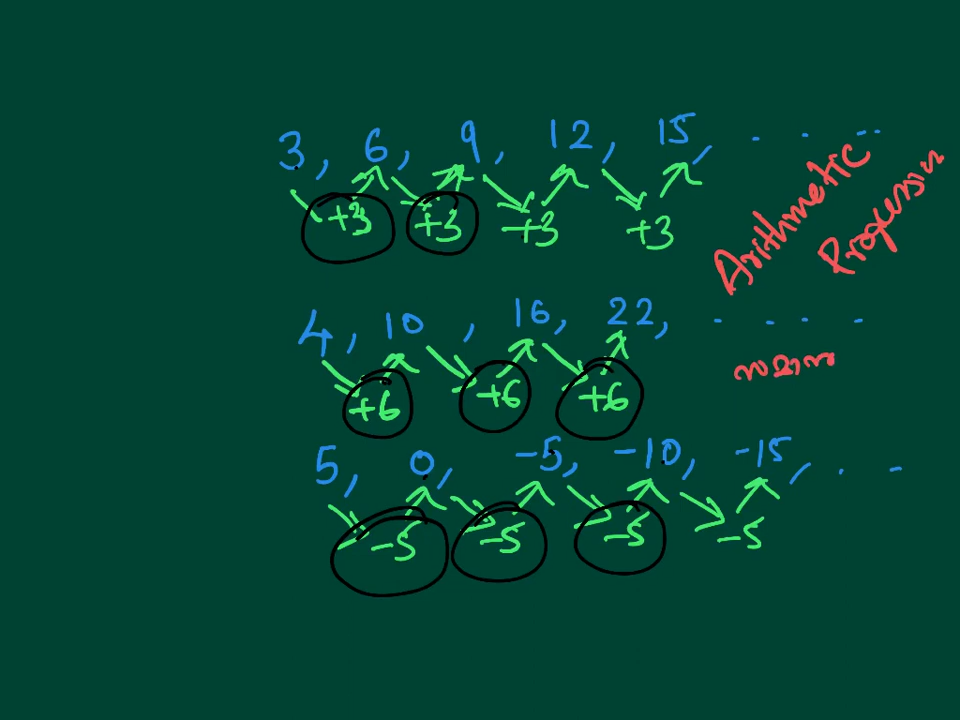 3, 6, 9, 12, 15, . . . .
+3 +3 +3 +3
Arithmetic
Progression
4, 10, 16, 22, . . . .
+6 +6 +6
5, 0, -5, -10, -15, . .
-5 -5 -5 -5